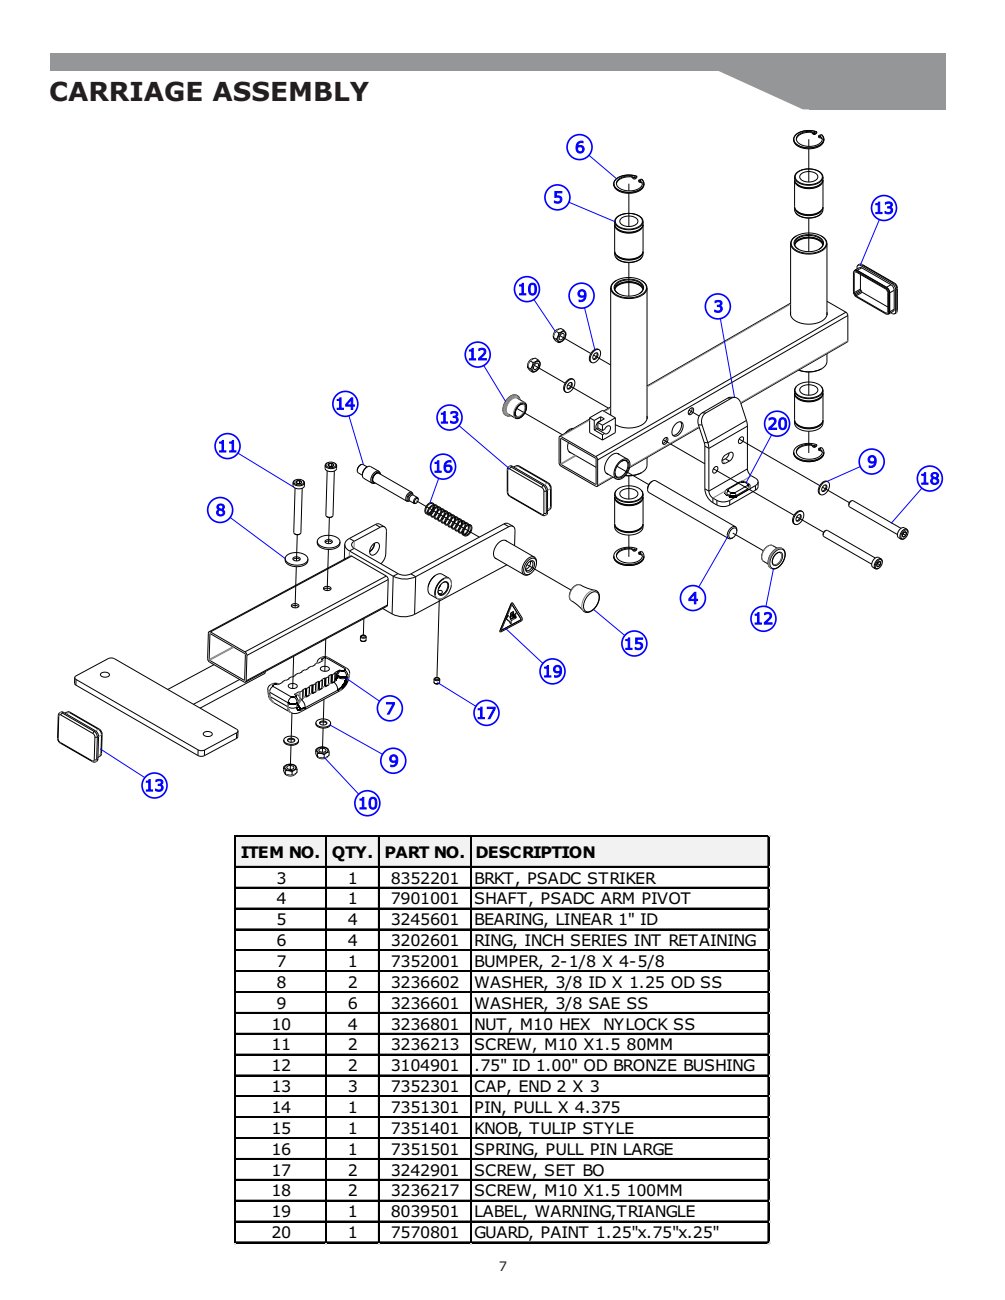 CARRIAGE ASSEMBLY
6
5
13
10
9
3
12
14
13
20
11
16
9
18
8
4
12
15
19
7
17
9
13
10
ITEM NO. QTY. PART NO. DESCRIPTION
3 1 8352201 BRKT, PSADC STRIKER
4 1 7901001 SHAFT, PSADC ARM PIVOT
5 4 3245601 BEARING, LINEAR 1" ID
6 4 3202601 RING, INCH SERIES INT RETAINING
7 1 7352001 BUMPER, 2-1/8 X 4-5/8
8 2 3236602 WASHER, 3/8 ID X 1.25 OD SS
9 6 3236601 WASHER, 3/8 SAE SS
10 4 3236801 NUT, M10 HEX NYLOCK SS
11 2 3236213 SCREW, M10 X1.5 80MM
12 2 3104901 .75" ID 1.00" OD BRONZE BUSHING
13 3 7352301 CAP, END 2 X 3
14 1 7351301 PIN, PULL X 4.375
15 1 7351401 KNOB, TULIP STYLE
16 1 7351501 SPRING, PULL PIN LARGE
17 2 3242901 SCREW, SET BO
18 2 3236217 SCREW, M10 X1.5 100MM
19 1 8039501 LABEL, WARNING,TRIANGLE
20 1 7570801 GUARD, PAINT 1.25"x.75"x.25"
7